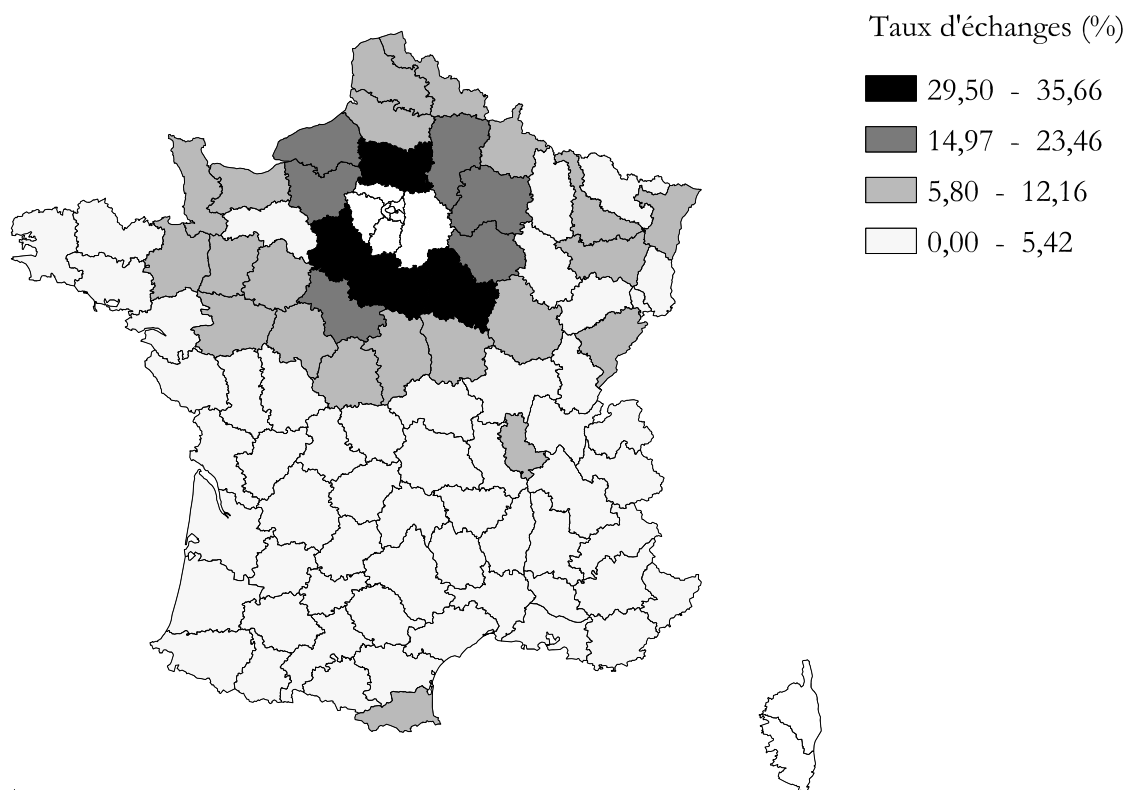 Taux d'échanges (%)
29,50 - 35,66
14,97 - 23,46
5,80 - 12,16
0,00 - 5,42